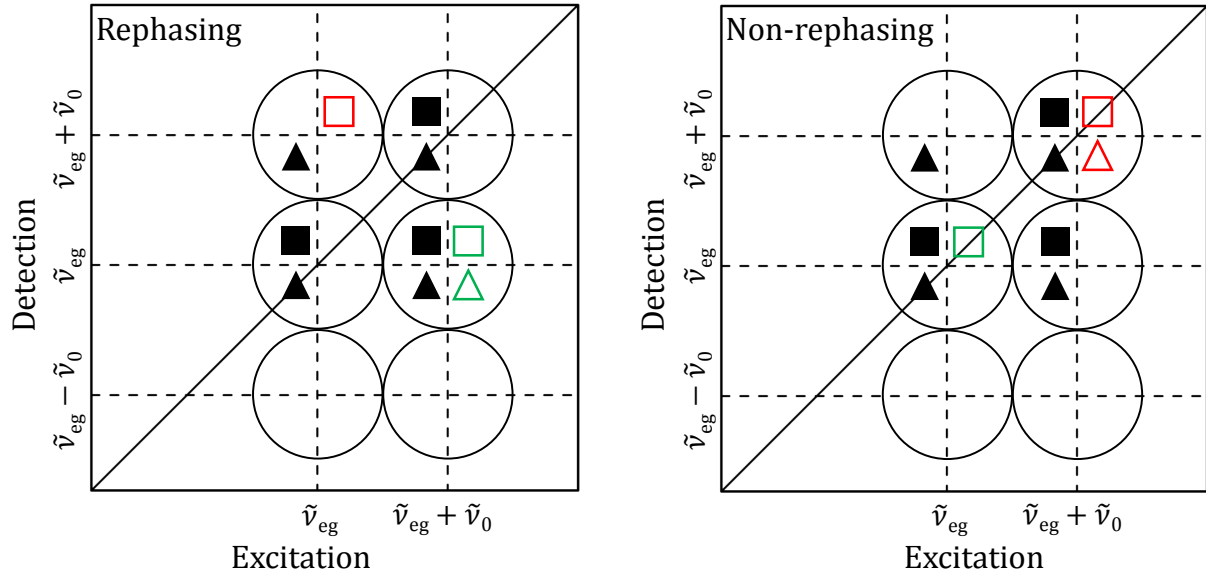 Rephasing
ṽeg + ṽ0
ṽeg
ṽeg − ṽ0
Detection
ṽeg
ṽeg + ṽ0
Excitation
Non-rephasing
ṽeg + ṽ0
ṽeg
ṽeg − ṽ0
Detection
ṽeg
ṽeg + ṽ0
Excitation